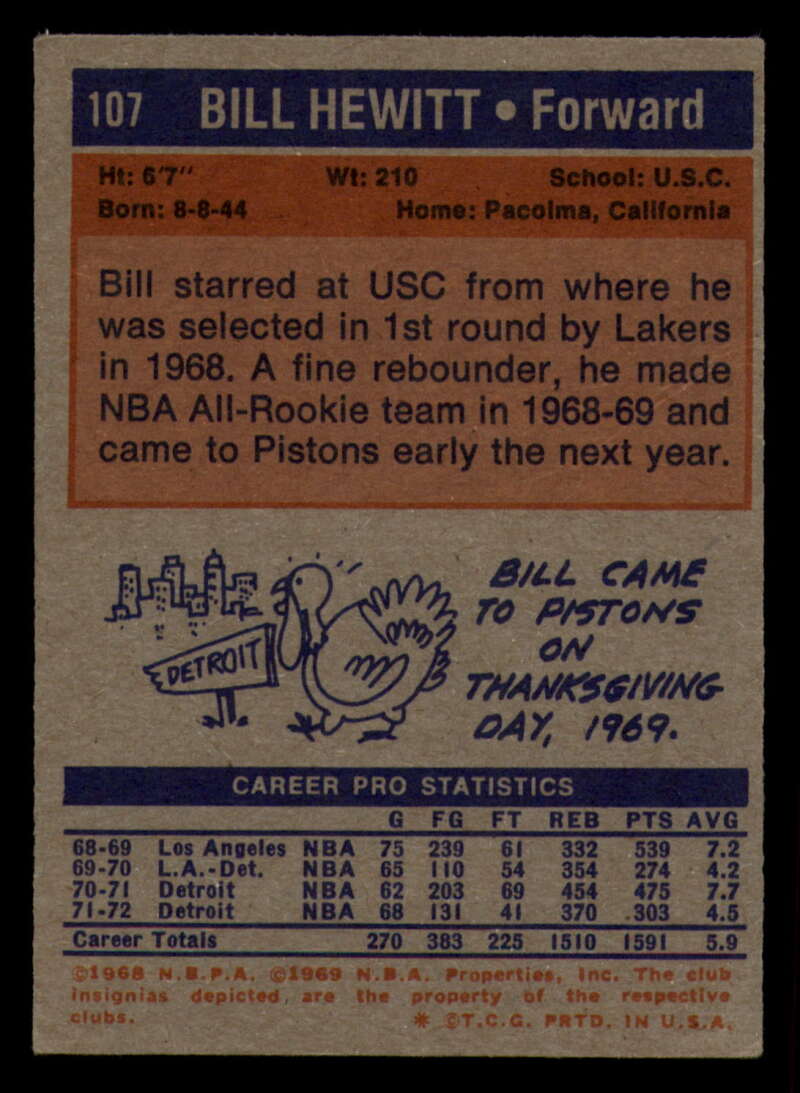 107 BILL HEWITT • Forward
Ht: 6'7" Wt: 210 School: U.S.C.
Born: 8-8-44 Home: Pacoima, California
Bill starred at USC from where he
was selected in 1st round by Lakers
in 1968. A fine rebounder, he made
NBA All-Rookie team in 1968-69 and
came to Pistons early the next year.
DETROIT
BILL CAME
TO PISTONS
ON
THANKSGIVING
DAY, 1969.
CAREER PRO STATISTICS
G FG FT REB PTS AVG
68-69 Los Angeles NBA 75 239 61 332 539 7.2
69-70 L.A.-Det. NBA 65 110 54 354 274 4.2
70-71 Detroit NBA 62 203 69 454 475 7.7
71-72 Detroit NBA 68 131 41 370 303 4.5
Career Totals 270 383 225 1510 1591 5.9
©1968 N.B.P.A. ©1969 N.B.A. Properties, Inc. The club
insignias depicted are the property of the respective
clubs. * ©T.C.G. PRTD. IN U.S.A.